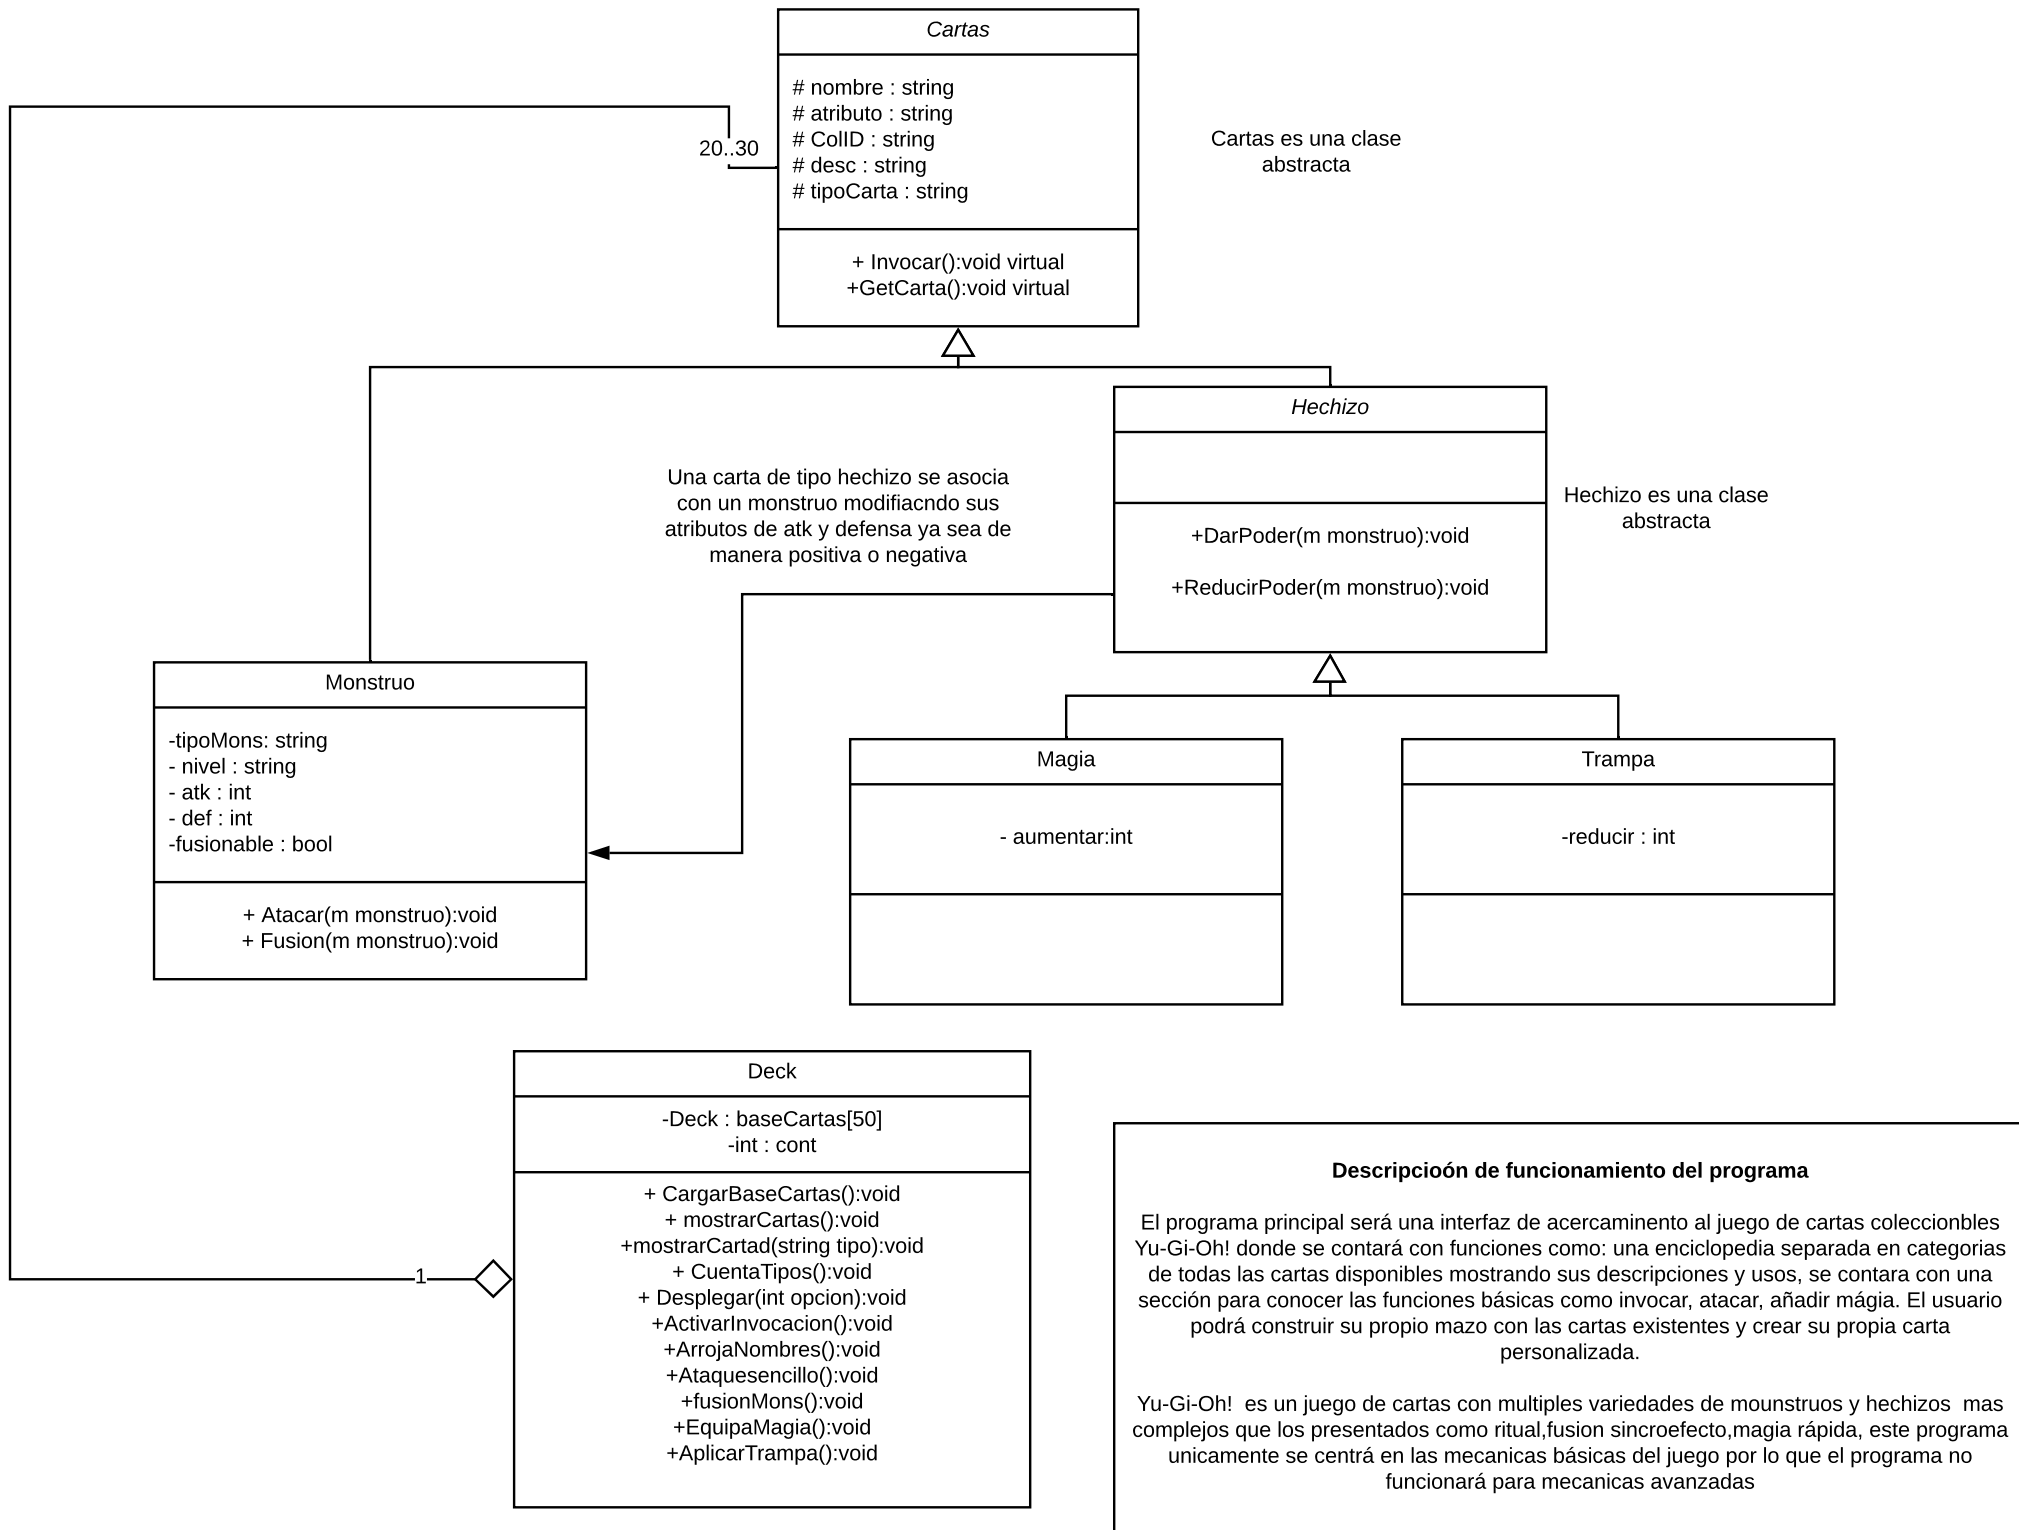 Cartas
# nombre : string
# atributo : string
# ColID : string
# desc : string
# tipoCarta : string
+ Invocar():void virtual
+GetCarta():void virtual
20..30
Cartas es una clase
abstracta
Hechizo
+DarPoder(m monstruo):void
+ReducirPoder(m monstruo):void
Hechizo es una clase
abstracta
Una carta de tipo hechizo se asocia
con un monstruo modifiacndo sus
atributos de atk y defensa ya sea de
manera positiva o negativa
Monstruo
-tipoMons: string
- nivel : string
- atk : int
- def : int
-fusionable : bool
+ Atacar(m monstruo):void
+ Fusion(m monstruo):void
Magia
- aumentar:int
Trampa
-reducir : int
Deck
-Deck : baseCartas[50]
-int : cont
+ CargarBaseCartas():void
+ mostrarCartas():void
+mostrarCartad(string tipo):void
+ CuentaTipos():void
+ Desplegar(int opcion):void
+ActivarInvocacion():void
+ArrojaNombres():void
+Ataquesencillo():void
+fusionMons():void
+EquipaMagia():void
+AplicarTrampa():void
1
Descripcioón de funcionamiento del programa
El programa principal será una interfaz de acercaminento al juego de cartas coleccionbles
Yu-Gi-Oh! donde se contará con funciones como: una enciclopedia separada en categorias
de todas las cartas disponibles mostrando sus descripciones y usos, se contara con una
sección para conocer las funciones básicas como invocar, atacar, añadir mágia. El usuario
podrá construir su propio mazo con las cartas existentes y crear su propia carta
personalizada.
Yu-Gi-Oh!  es un juego de cartas con multiples variedades de mounstruos y hechizos  mas
complejos que los presentados como ritual,fusion sincroefecto,magia rápida, este programa
unicamente se centrá en las mecanicas básicas del juego por lo que el programa no
funcionará para mecanicas avanzadas